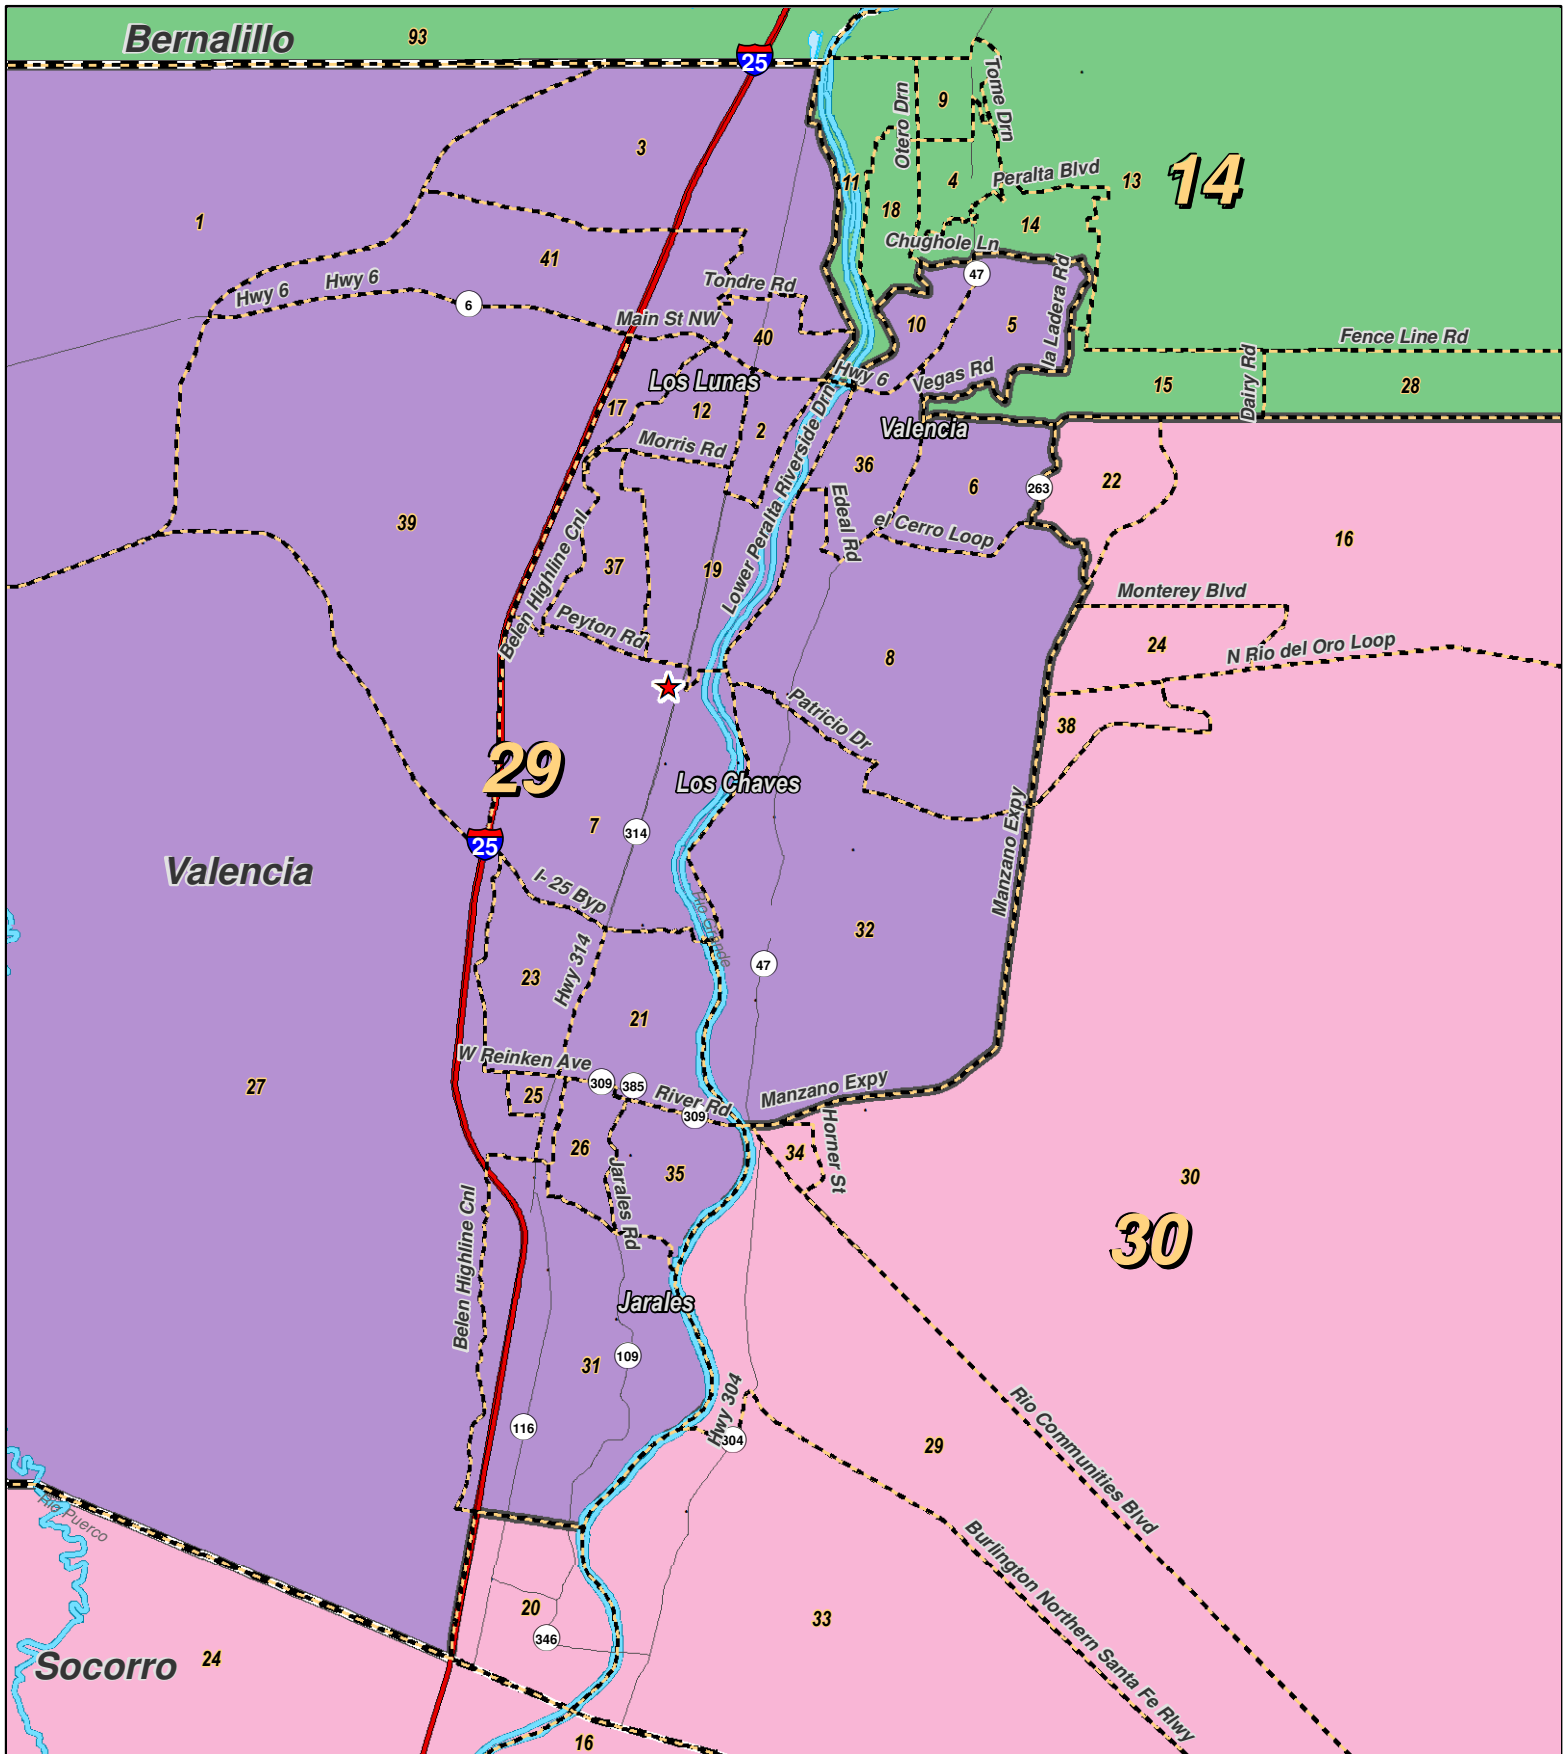 Bernalillo
93
25
9
Tome Drn
Otero Drn
3
4
Peralta Blvd
13
14
11
18
14
1
Chughole Ln
41
47
Hwy 6
Hwy 6
6
Tondre Rd
la Ladera Rd
Main St NW
10
5
40
Fence Line Rd
Los Lunas
Hwy 6
Vegas Rd
15
Dairy Rd
28
17
12
2
Valencia
Morris Rd
36
6
263
22
Lower Peralta Riverside Drn
39
Edeal Rd
el Cerro Loop
16
Belen Highline Cnl
37
19
Monterey Blvd
Peyton Rd
8
24
N Rio del Oro Loop
38
Patricio Dr
29
Los Chaves
7
314
25
Manzano Expy
Valencia
I- 25 Byp
Rio Grande
32
Hwy 314
23
47
21
W Reinken Ave
27
309
385
25
River Rd
309
Manzano Expy
Horner St
26
34
35
Jarales Rd
30
30
Belen Highline Cnl
Jarales
31
109
Hwy 304
116
304
29
Rio Communities Blvd
Rio Puerco
Burlington Northern Santa Fe Rlwy
20
33
346
Socorro
24
16